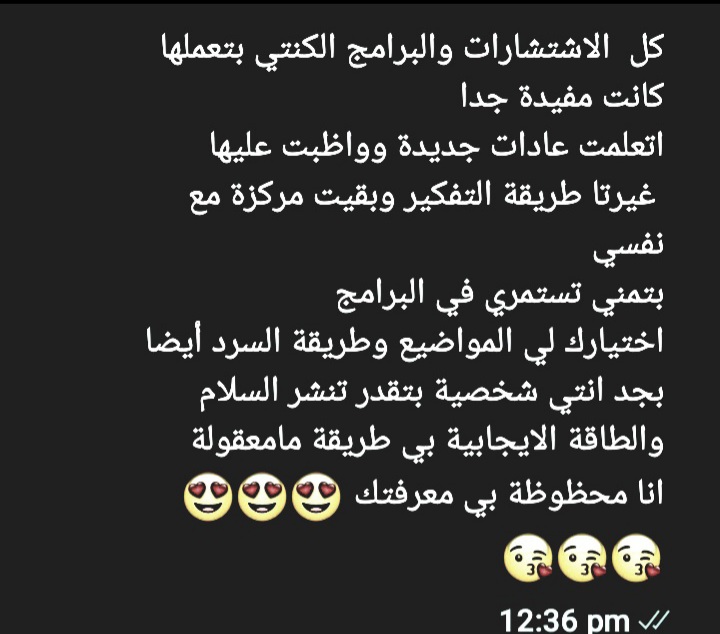 كل الاشتشارات والبرامج الكنتي بتعملها
كانت مفيدة جدا
اتعلمت عادات جديدة وواظبت عليها
غيرتا طريقة التفكير وبقيت مركزة مع
نفسي
بتمني تستمري في البرامج
اختيارك لي المواضيع وطريقة السرد أيضا
بجد انتي شخصية بتقدر تنشر السلام
والطاقة الايجابية بي طريقة مامعقولة
انا محظوظة بي معرفتك 😍😍😍
😘😘😘
12:36 pm